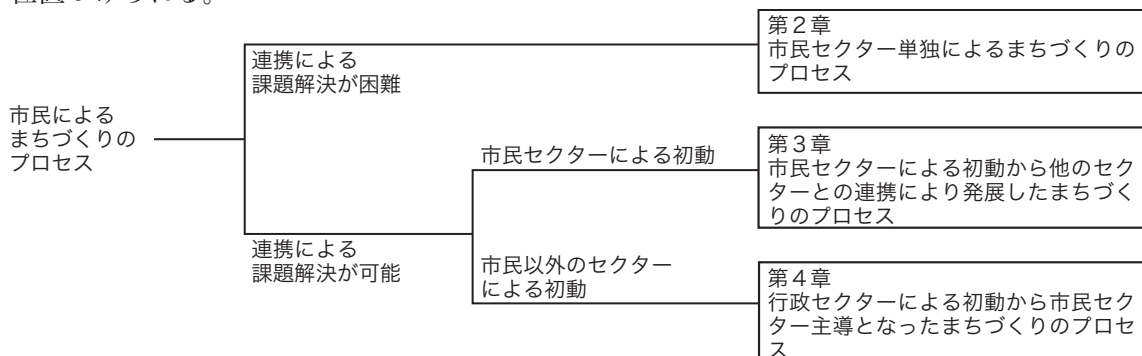 市民による
まちづくりの
プロセス
連携による
課題解決が困難
連携による
課題解決が可能
市民セクターによる初動
市民以外のセクター
による初動
第２章
市民セクター単独によるまちづくりの
プロセス
第３章
市民セクターによる初動から他のセク
ターとの連携により発展したまちづく
りのプロセス
第４章
行政セクターによる初動から市民セク
ター主導となったまちづくりのプロセ
ス